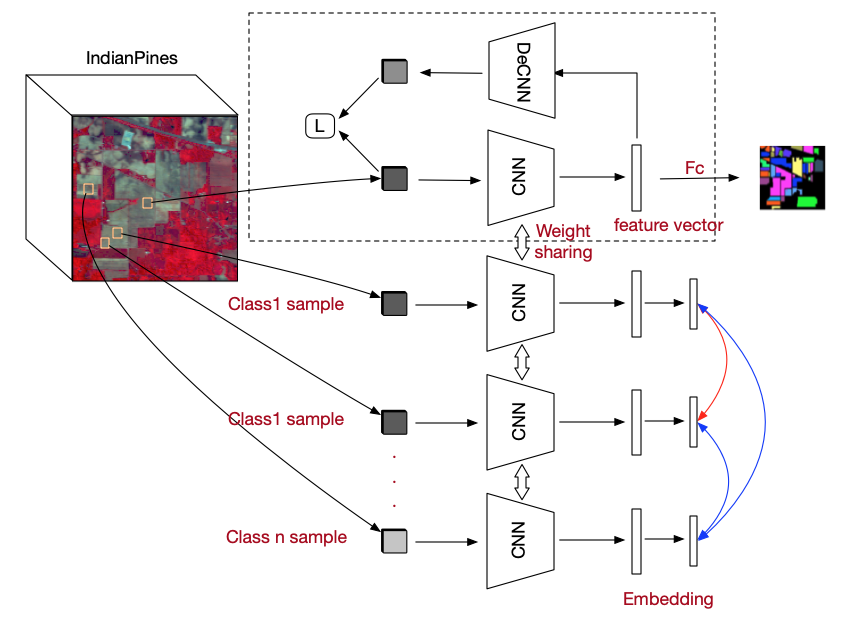 IndianPines
DeCNN
L
CNN
Fc
feature vector
Weight
sharing
Class1 sample
CNN
Class1 sample
CNN
Class n sample
CNN
Embedding